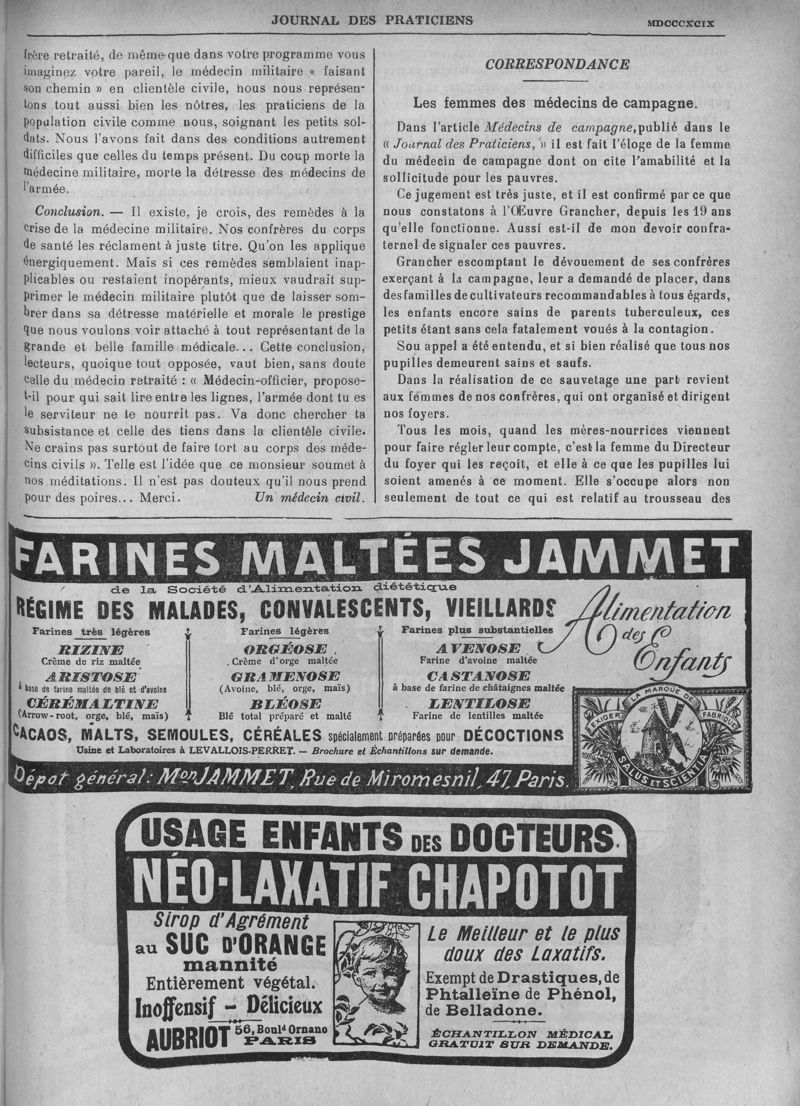 JOURNAL DES PRATICIENS
MDCCCXCIX
frère retraité, de même que dans votre programme vous
imaginez votre pareil, le médecin militaire « faisant
son chemin » en clientèle civile, nous nous représen-
tons tout aussi bien les nôtres, les praticiens de la
population civile comme nous, soignant les petits sol-
dats. Nous l'avons fait dans des conditions autrement
difficiles que celles du temps présent. Du coup morte la
médecine militaire, morte la détresse des médecins de
l'armée.
Conclusion. — Il existe, je crois, des remèdes à la
crise de la médecine militaire. Nos confrères du corps
de santé les réclament à juste titre. Qu'on les applique
énergiquement. Mais si ces remèdes semblaient inap-
plicables ou restaient inopérants, mieux vaudrait sup-
primer le médecin militaire plutôt que de laisser som-
brer dans sa détresse matérielle et morale le prestige
que nous voulons voir attaché à tout représentant de la
grande et belle famille médicale... Cette conclusion,
lecteurs, quoique tout opposée, vaut bien, sans doute
celle du médecin retraité : « Médecin-officier, propose-
t-il pour qui sait lire entre les lignes, l'armée dont tu es
le serviteur ne te nourrit pas. Va donc chercher ta
subsistance et celle des tiens dans la clientèle civile.
Ne crains pas surtout de faire tort au corps des méde-
cins civils ». Telle est l'idée que ce monsieur soumet à
nos méditations. Il n'est pas douteux qu'il nous prend
pour des poires... Merci. Un médecin civil.
CORRESPONDANCE
Les femmes des médecins de campagne.
Dans l'article Médecins de campagne, publié dans le
« Journal des Praticiens, » il est fait l'éloge de la femme
du médecin de campagne dont on cite l'amabilité et la
sollicitude pour les pauvres.
Ce jugement est très juste, et il est confirmé par ce que
nous constatons à l'Œuvre Grancher, depuis les 19 ans
qu'elle fonctionne. Aussi est-il de mon devoir confra-
ternel de signaler ces pauvres.
Grancher escomptant le dévouement de ses confrères
exerçant à la campagne, leur a demandé de placer, dans
des familles de cultivateurs recommandables à tous égards,
les enfants encore sains de parents tuberculeux, ces
petits étant sans cela fatalement voués à la contagion.
Sou appel a été entendu, et si bien réalisé que tous nos
pupilles demeurent sains et saufs.
Dans la réalisation de ce sauvetage une part revient
aux fémmes de nos confrères, qui ont organisé et dirigent
nos foyers.
Tous les mois, quand les mères-nourrices viennent
pour faire régler leur compte, c'est la femme du Directeur
du foyer qui les reçoit, et elle à ce que les pupilles lui
soient amenés à ce moment. Elle s'occupe alors non
seulement de tout ce qui est relatif au trousseau des
FARINES MALTÉES JAMMET
de la Société d'Alimentation diététique
RÉGIME DES MALADES, CONVALESCENTS, VIEILLARDS
Alimentation
des
Enfants
Farines très légères
RIZINE
Crème de riz maltée
ARISTOSE
à base de farine maltée de blé et d'avoine
CÉRÉMALTINE
(Arrow-root, orge, blé, maïs)
Farines légères
ORGÉOSE
Crème d'orge maltée
GRAMENOSE
(Avoine, blé, orge, maïs)
BLÉOSE
Blé total préparé et malté
Farines plus substantielles
AVENOSE
Farine d'avoine maltée
CASTANOSE
à base de farine de châtaignes maltée
LENTILOSE
Farine de lentilles maltée
CACAOS, MALTS, SEMOULES, CÉRÉALES spécialement préparées pour DÉCOCTIONS
Usine et Laboratoires à LEVALLOIS-PERRET. — Brochure et Échantillons sur demande.
EXIGER LA MARQUE DE FABRIQUE
SALUS ET SCIENTIA
Dépot général: Mon JAMMET, Rue de Miromesnil, 47, Paris.
USAGE ENFANTS DES DOCTEURS.
NÉO-LAXATIF CHAPOTOT
Sirop d'Agrément
au SUC D'ORANGE
mannité
Entièrement végétal.
Inoffensif - Délicieux
AUBRIOT 56, Bould Ornano
PARIS
Le Meilleur et le plus
doux des Laxatifs.
Exempt de Drastiques, de
Phtalleïne de Phénol,
de Belladone.
ÉCHANTILLON MÉDICAL
GRATUIT SUR DEMANDE.